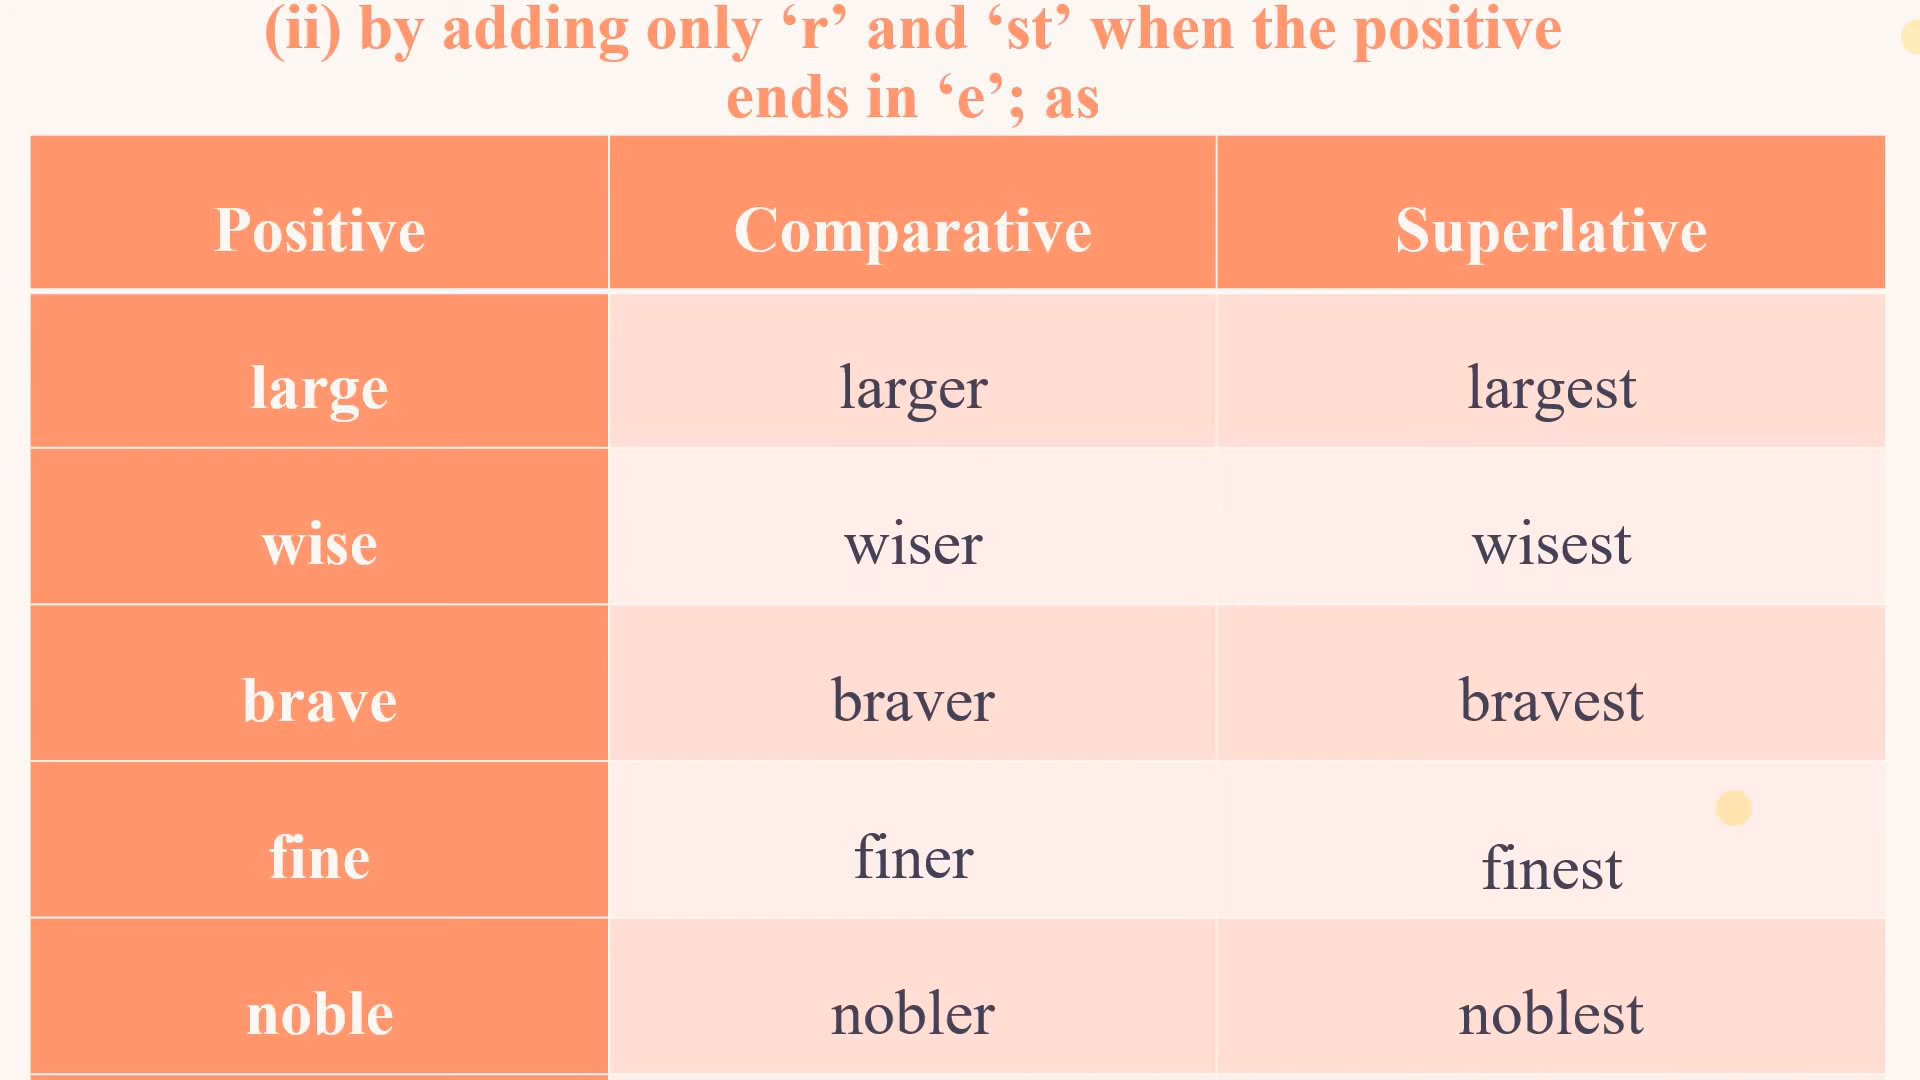 (ii) by adding only ‘r’ and ‘st’ when the positive
ends in ‘e’; as
Positive Comparative Superlative
large larger largest
wise wiser wisest
brave braver bravest
fine finer finest
noble nobler noblest